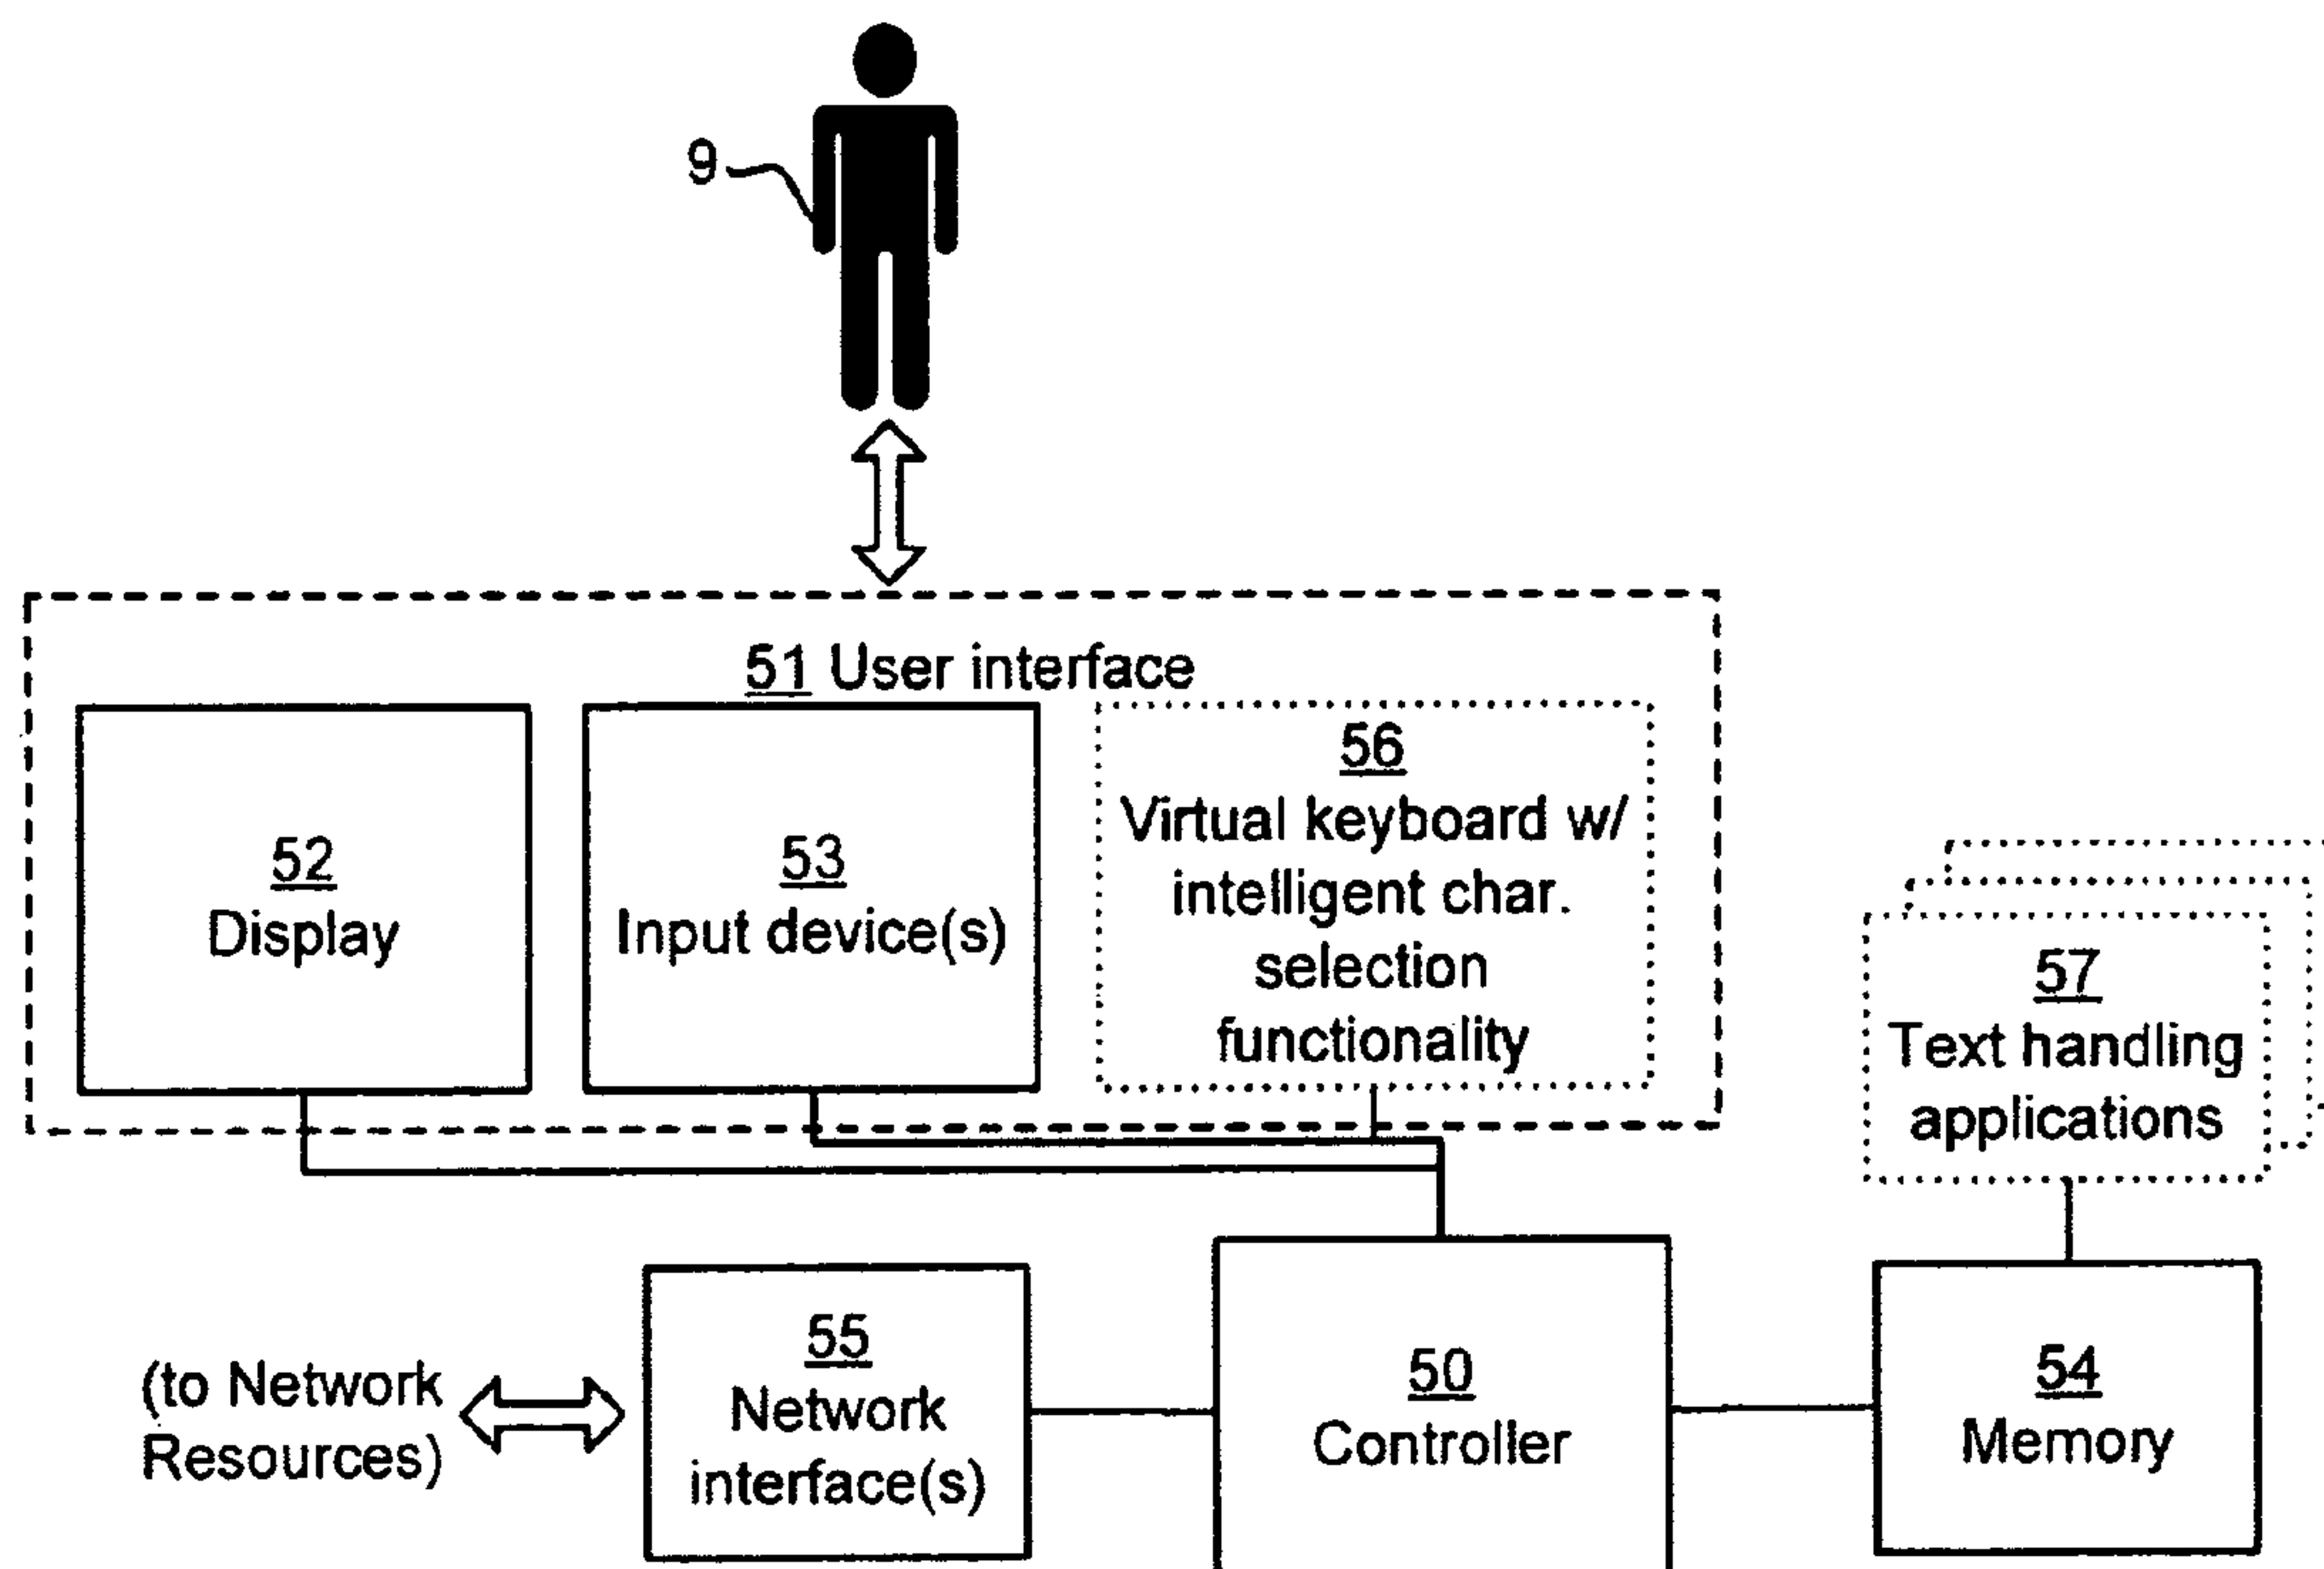 9
51 User interface
52
Display
53
Input device(s)
56
Virtual keyboard w/
intelligent char.
selection
functionality
57
Text handling
applications
(to Network
Resources)
55
Network
interface(s)
50
Controller
54
Memory